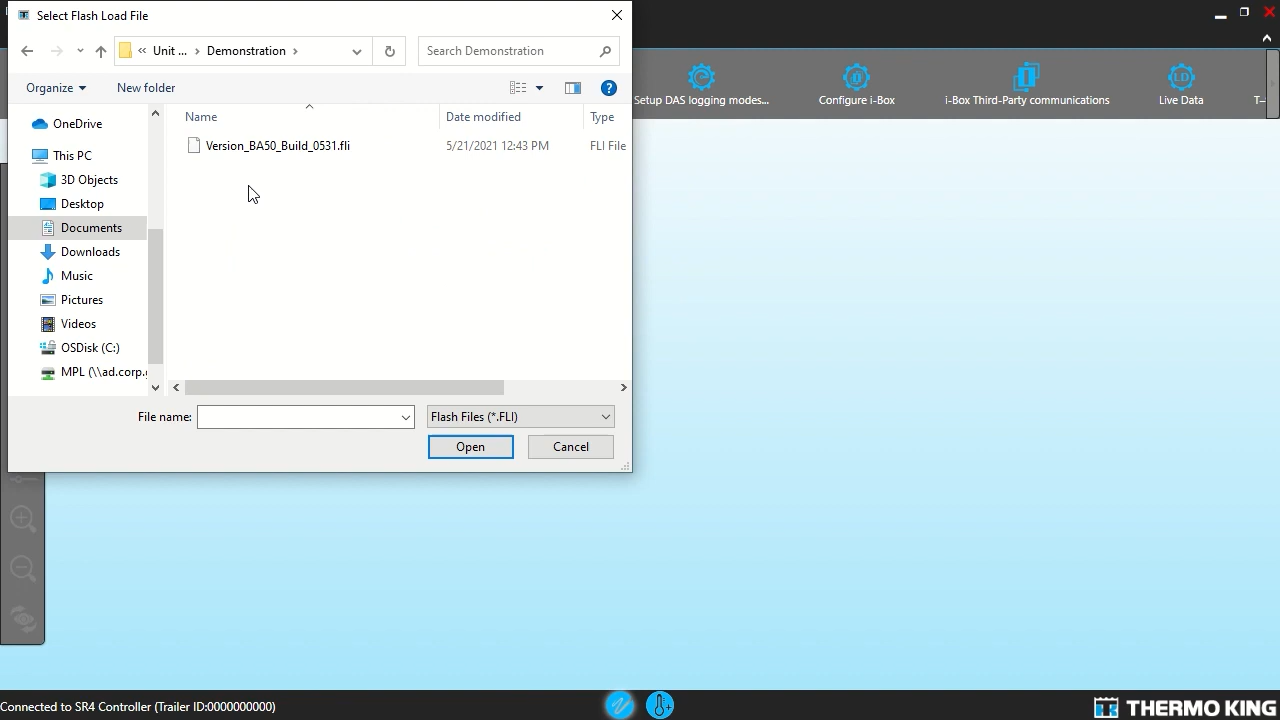 Select Flash Load File
« Unit ... › Demonstration ›
Search Demonstration
Organize
New folder
Setup DAS logging modes...
Configure i-Box
i-Box Third-Party communications
Live Data
T
OneDrive
This PC
3D Objects
Desktop
Documents
Downloads
Music
Pictures
Videos
OSDisk (C:)
MPL (\\ad.corp.
Name
Date modified
Type
Version_BA50_Build_0531.fli
5/21/2021 12:43 PM
FLI File
File name:
Flash Files (*.FLI)
Open
Cancel
Connected to SR4 Controller (Trailer ID:0000000000)
THERMO KING